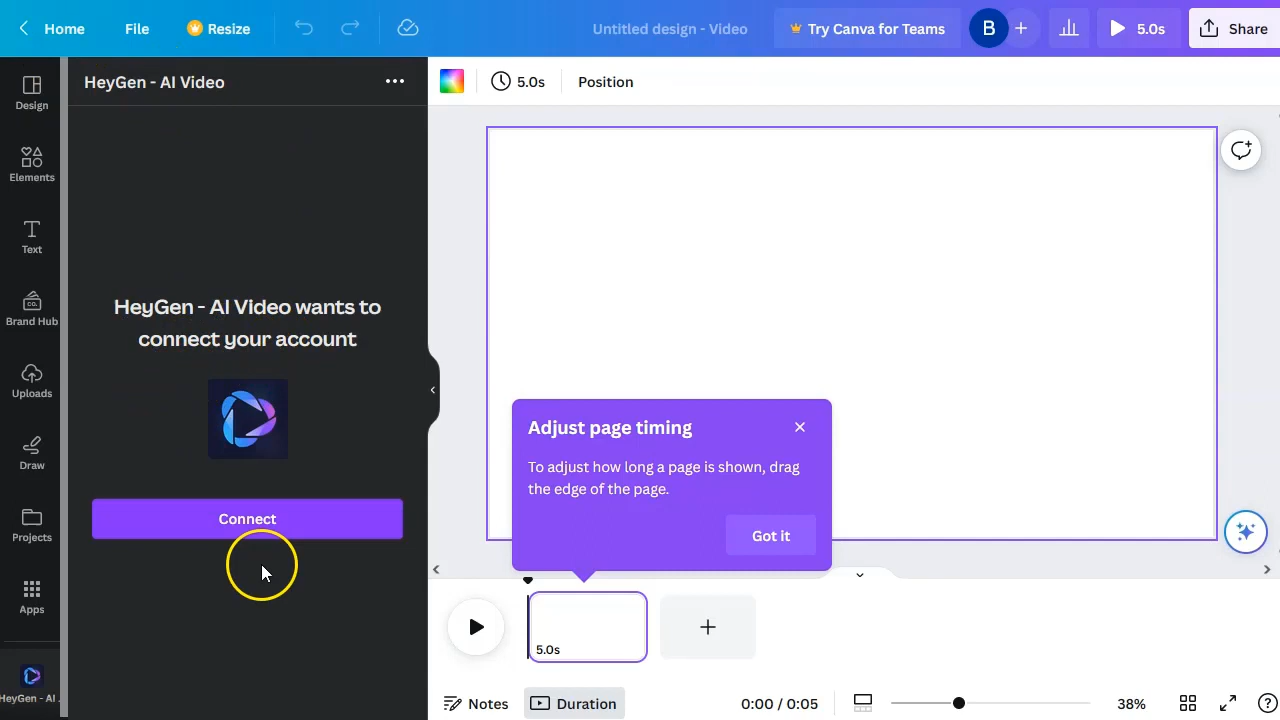 Home
File
Resize
Untitled design - Video
Try Canva for Teams
B
5.0s
Share
Design
Elements
Text
CO.
Brand Hub
Uploads
Draw
Projects
Apps
HeyGen - AI .
HeyGen - AI Video
HeyGen - AI Video wants to
connect your account
Connect
5.0s
Position
Adjust page timing
To adjust how long a page is shown, drag
the edge of the page.
Got it
5.0s
Notes
Duration
0:00 / 0:05
38%